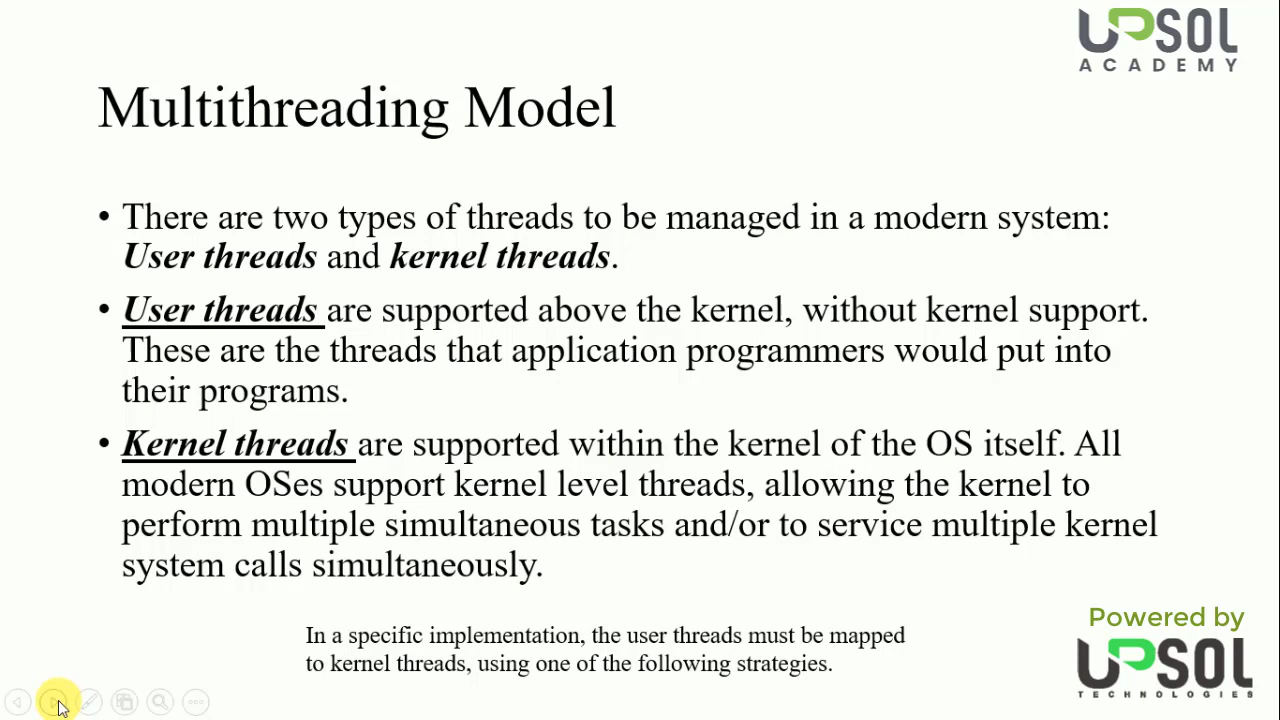 UPSOL
ACADEMY
Multithreading Model
• There are two types of threads to be managed in a modern system:
User threads and kernel threads.
• User threads are supported above the kernel, without kernel support.
These are the threads that application programmers would put into
their programs.
• Kernel threads are supported within the kernel of the OS itself. All
modern OSes support kernel level threads, allowing the kernel to
perform multiple simultaneous tasks and/or to service multiple kernel
system calls simultaneously.
In a specific implementation, the user threads must be mapped
to kernel threads, using one of the following strategies.
Powered by
UPSOL
TECHNOLOGIES